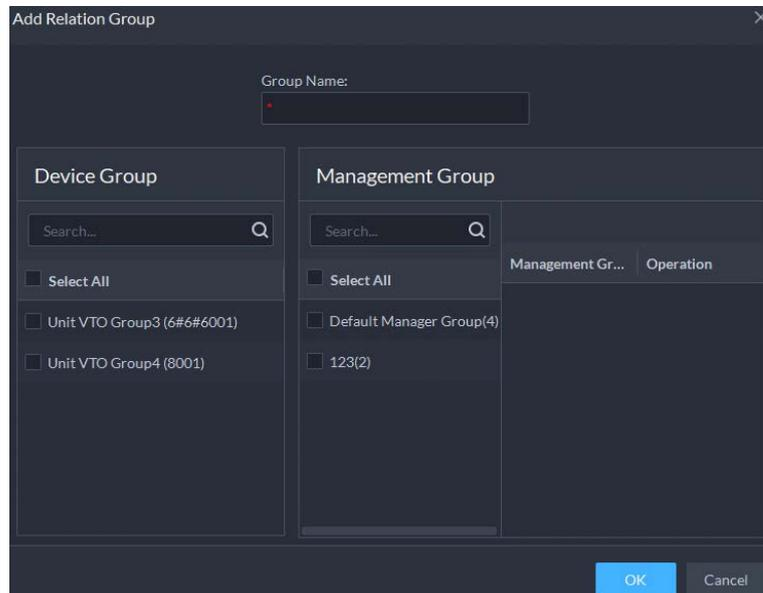 Add Relation Group
Group Name:
*
Device Group
Search...
Select All
Unit VTO Group3 (6#6#6001)
Unit VTO Group4 (8001)
Management Group
Search...
Select All
Default Manager Group(4)
123(2)
Management Gr... Operation
OK Cancel